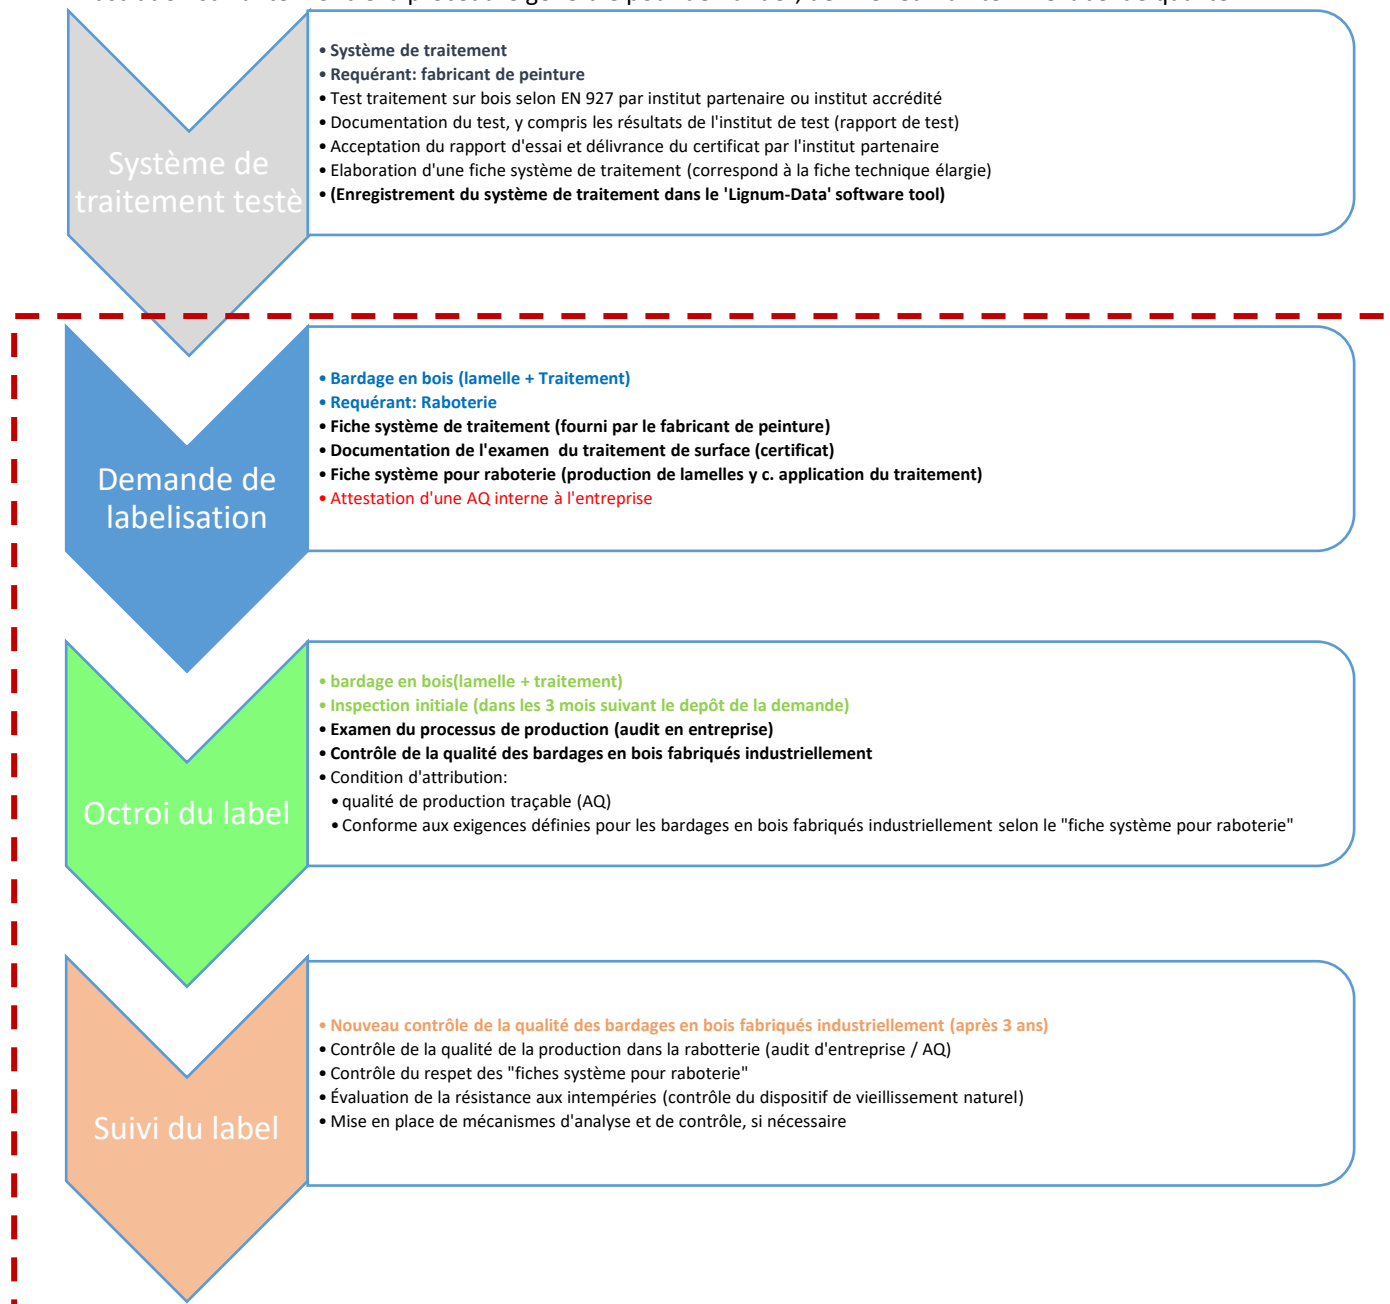 Système de traitement
Requérant: fabricant de peinture
Test traitement sur bois selon EN 927 par institut partenaire ou institut accrédité
Documentation du test, y compris les résultats de l'institut de test (rapport de test)
Acceptation du rapport d'essai et délivrance du certificat par l'institut partenaire
Elaboration d'une fiche système de traitement (correspond à la fiche technique élargie)
(Enregistrement du système de traitement dans le 'Lignum-Data' software tool)
Système de
traitement testè
Bardage en bois (lamelle + Traitement)
Requérant: Raboterie
Fiche système de traitement (fourni par le fabricant de peinture)
Documentation de l'examen du traitement de surface (certificat)
Fiche système pour raboterie (production de lamelles y c. application du traitement)
Attestation d'une AQ interne à l'entreprise
Demande de
labelisation
bardage en bois(lamelle + traitement)
Inspection initiale (dans les 3 mois suivant le depôt de la demande)
Examen du processus de production (audit en entreprise)
Contrôle de la qualité des bardages en bois fabriqués industriellement
Condition d'attribution:
qualité de production traçable (AQ)
Conforme aux exigences définies pour les bardages en bois fabriqués industriellement selon le "fiche système pour raboterie"
Octroi du label
Nouveau contrôle de la qualité des bardages en bois fabriqués industriellement (après 3 ans)
Contrôle de la qualité de la production dans la rabotterie (audit d'entreprise / AQ)
Contrôle du respet des "fiches système pour raboterie"
Évaluation de la résistance aux intempéries (contrôle du dispositif de vieillissement naturel)
Mise en place de mécanismes d'analyse et de contrôle, si nécessaire
Suivi du label